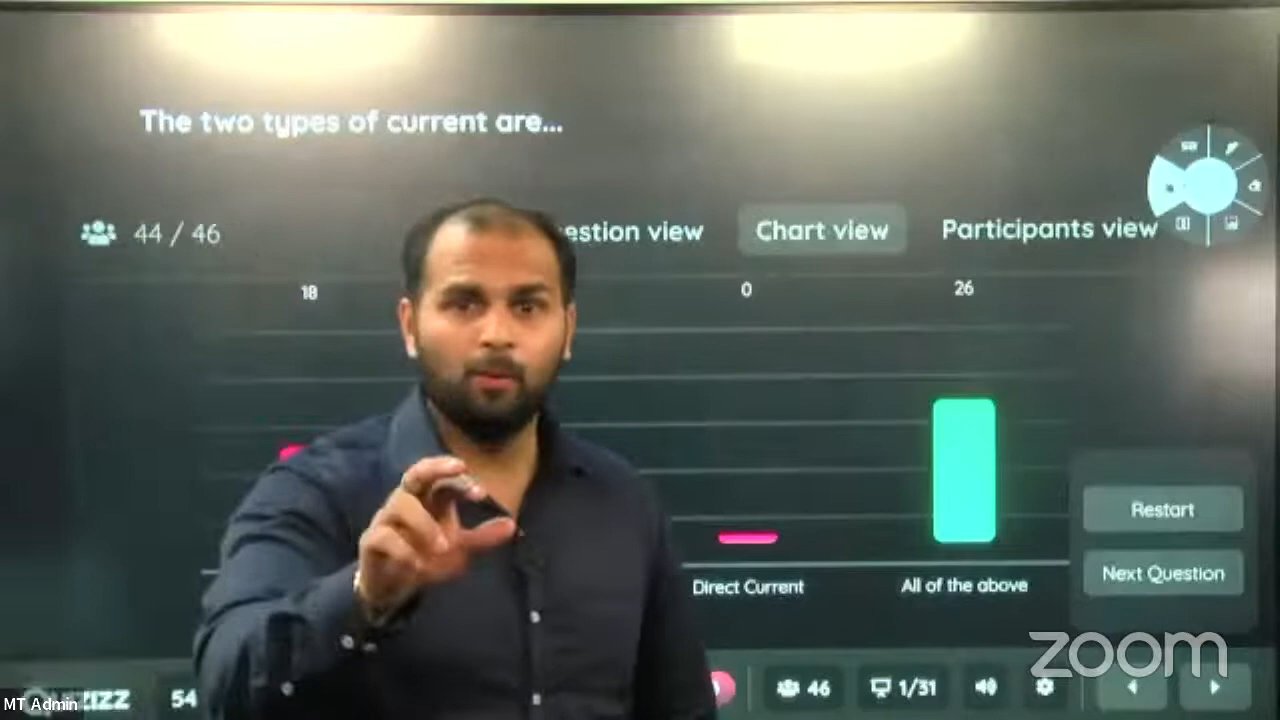 The two types of current are...
44 / 46
estion view
Chart view
Participants view
18
0
26
Restart
Next Question
Direct Current
All of the above
zoom
54
46
1/31
MT Admin
IZZ